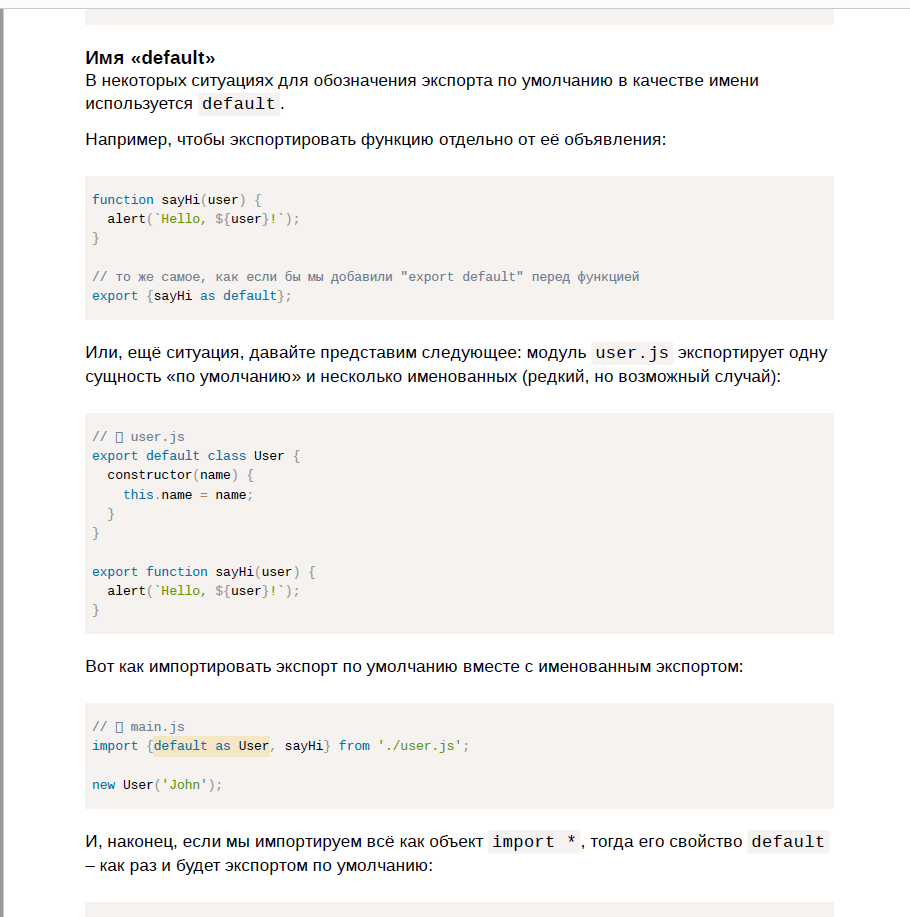 Имя «default»
В некоторых ситуациях для обозначения экспорта по умолчанию в качестве имени
используется default.
Например, чтобы экспортировать функцию отдельно от её объявления:
function sayHi(user) {
  alert(`Hello, ${user}!`);
}
// то же самое, как если бы мы добавили "export default" перед функцией
export {sayHi as default};
Или, ещё ситуация, давайте представим следующее: модуль user.js экспортирует одну
сущность «по умолчанию» и несколько именованных (редкий, но возможный случай):
// user.js
export default class User {
  constructor(name) {
    this.name = name;
  }
}
export function sayHi(user) {
  alert(`Hello, ${user}!`);
}
Вот как импортировать экспорт по умолчанию вместе с именованным экспортом:
// main.js
import {default as User, sayHi} from './user.js';
new User('John');
И, наконец, если мы импортируем всё как объект import *, тогда его свойство default
– как раз и будет экспортом по умолчанию: